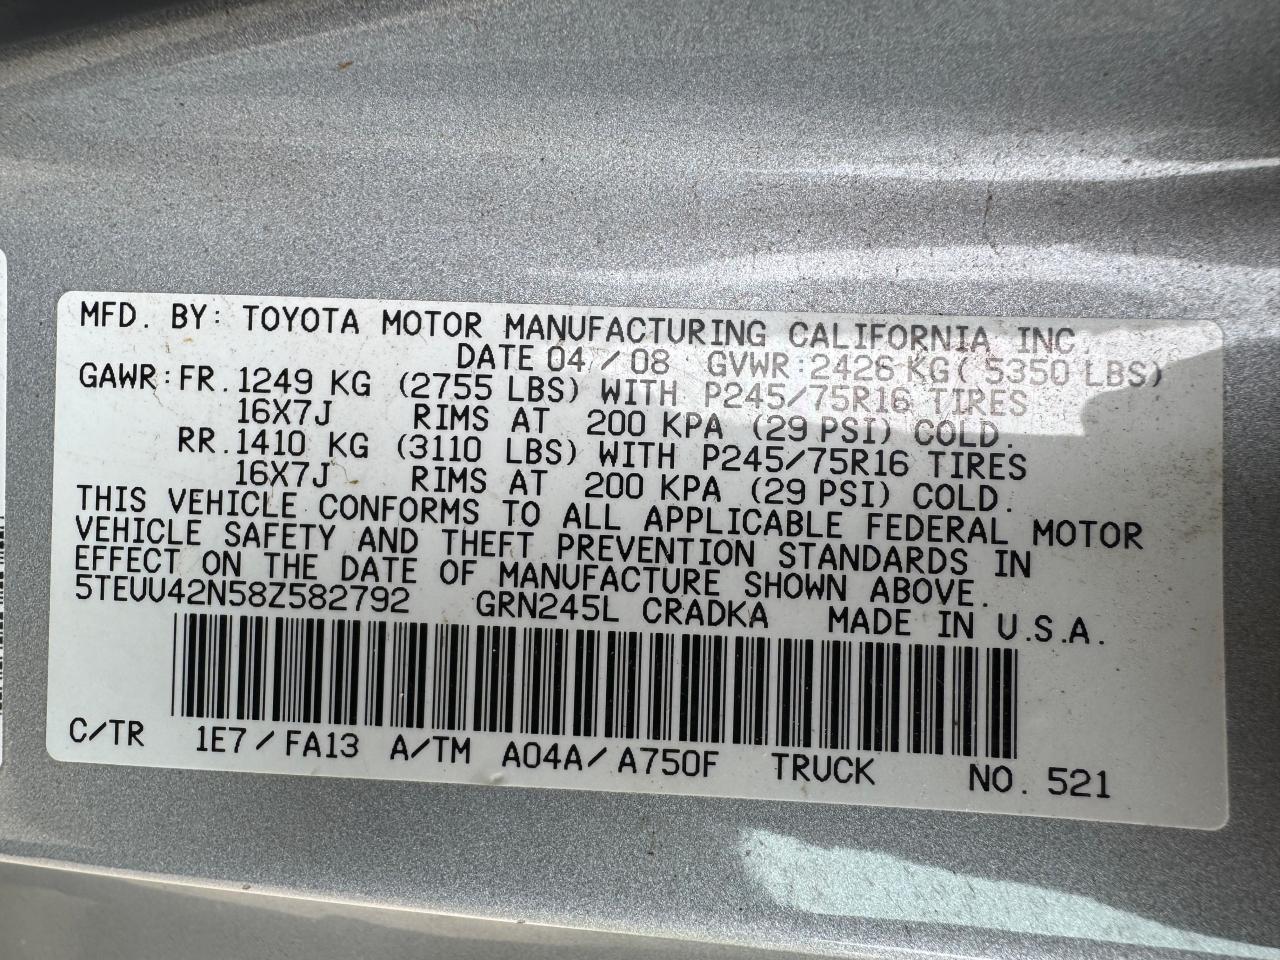 MFD. BY: TOYOTA MOTOR MANUFACTURING CALIFORNIA INC.
DATE 04 / 08 GVWR:2426 KG( 5350 LBS)
GAWR:FR.1249 KG (2755 LBS) WITH P245/75R16 TIRES
16X7J RIMS AT 200 KPA (29 PSI) COLD.
RR.1410 KG (3110 LBS) WITH P245/75R16 TIRES
16X7J RIMS AT 200 KPA (29 PSI) COLD.
THIS VEHICLE CONFORMS TO ALL APPLICABLE FEDERAL MOTOR
VEHICLE SAFETY AND THEFT PREVENTION STANDARDS IN
EFFECT ON THE DATE OF MANUFACTURE SHOWN ABOVE.
5TEUU42N58Z582792 GRN245L CRADKA MADE IN U.S.A.
C/TR 1E7/FA13 A/TM A04A/A750F TRUCK NO. 521